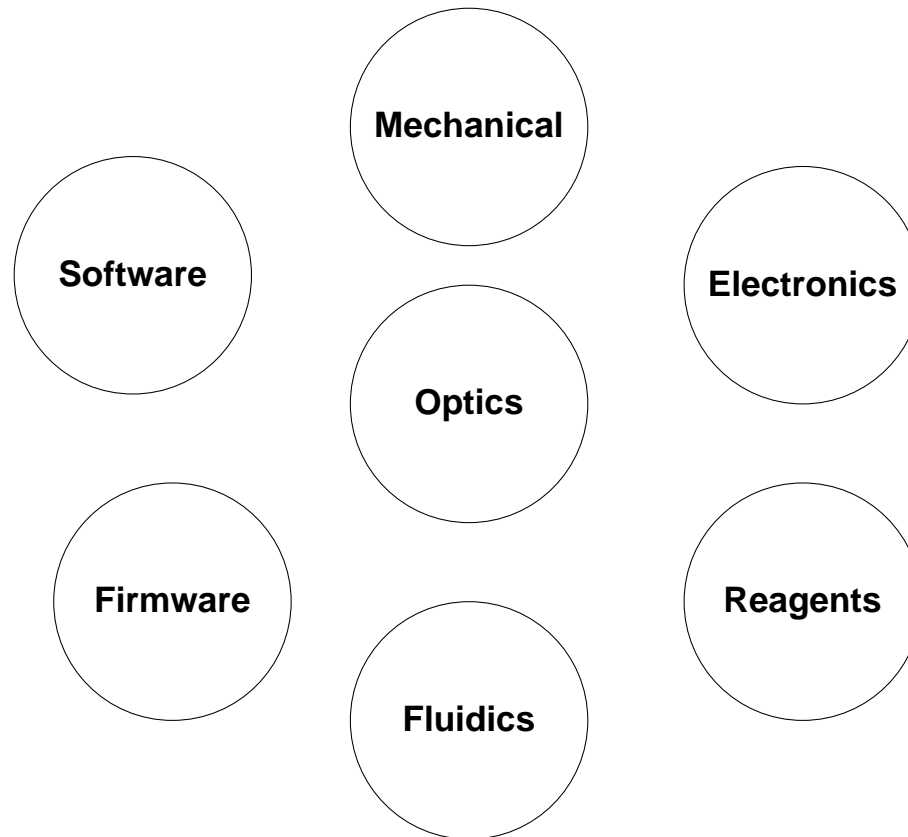 Mechanical
Software
Electronics
Optics
Firmware
Reagents
Fluidics